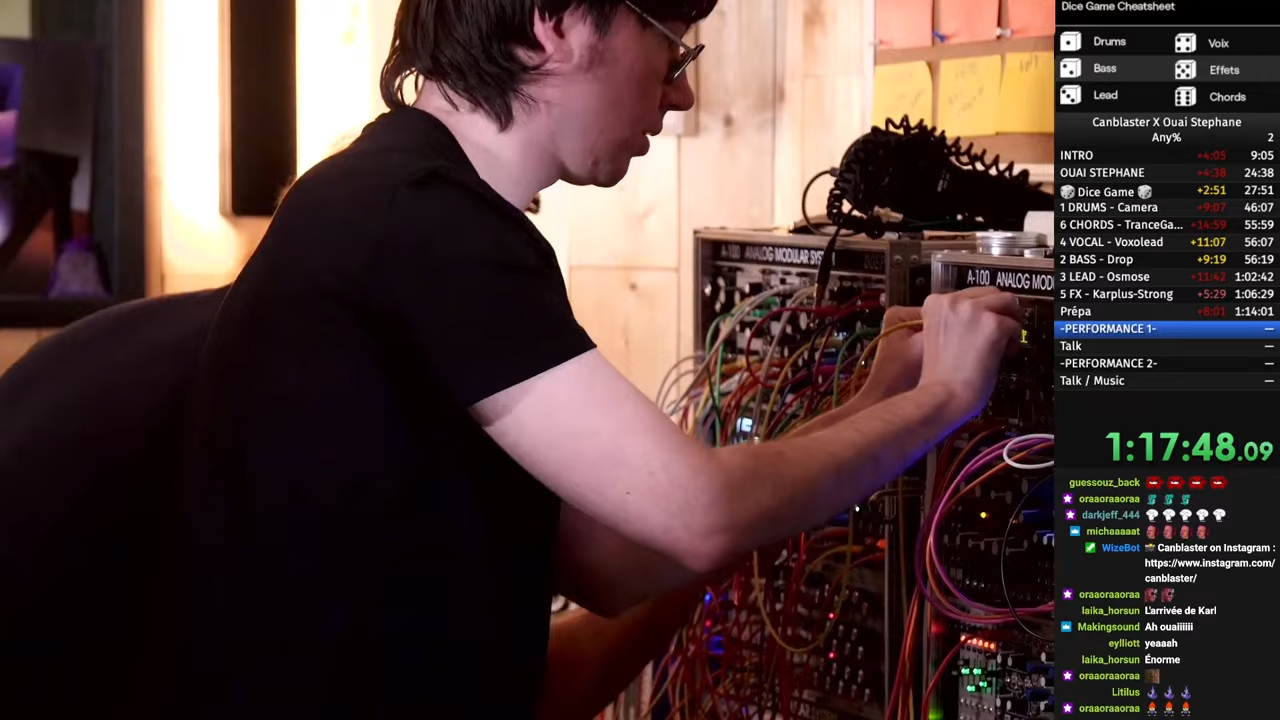 Dice Game Cheatsheet
Drums Voix
Bass Effets
Lead Chords
Canblaster X Ouai Stephane
Any% 2
INTRO +4:05 9:05
OUAI STEPHANE +4:38 24:38
Dice Game +2:51 27:51
1 DRUMS - Camera +9:07 46:07
6 CHORDS - TranceGa... +14:59 55:59
4 VOCAL - Voxolead +11:07 56:07
2 BASS - Drop +9:19 56:19
3 LEAD - Osmose +11:42 1:02:42
5 FX - Karplus-Strong +5:29 1:06:29
Prépa +8:01 1:14:01
-PERFORMANCE 1- —
Talk —
-PERFORMANCE 2- —
Talk / Music —
1:17:48.09
guessouz_back
oraoraoraoraa
darkjeff_444
michaaaaat
WizeBot Canblaster on Instagram :
https://www.instagram.com/
canblaster/
oraoraoraoraa
laika_horsun L'arrivée de Karl
Makingsound Ah ouaiiiiii
eylliott yeaaah
laika_horsun Énorme
oraoraoraoraa
Litilus
oraoraoraoraa
A-100 ANALOG MODULAR SYS
A-100 ANALOG MOD